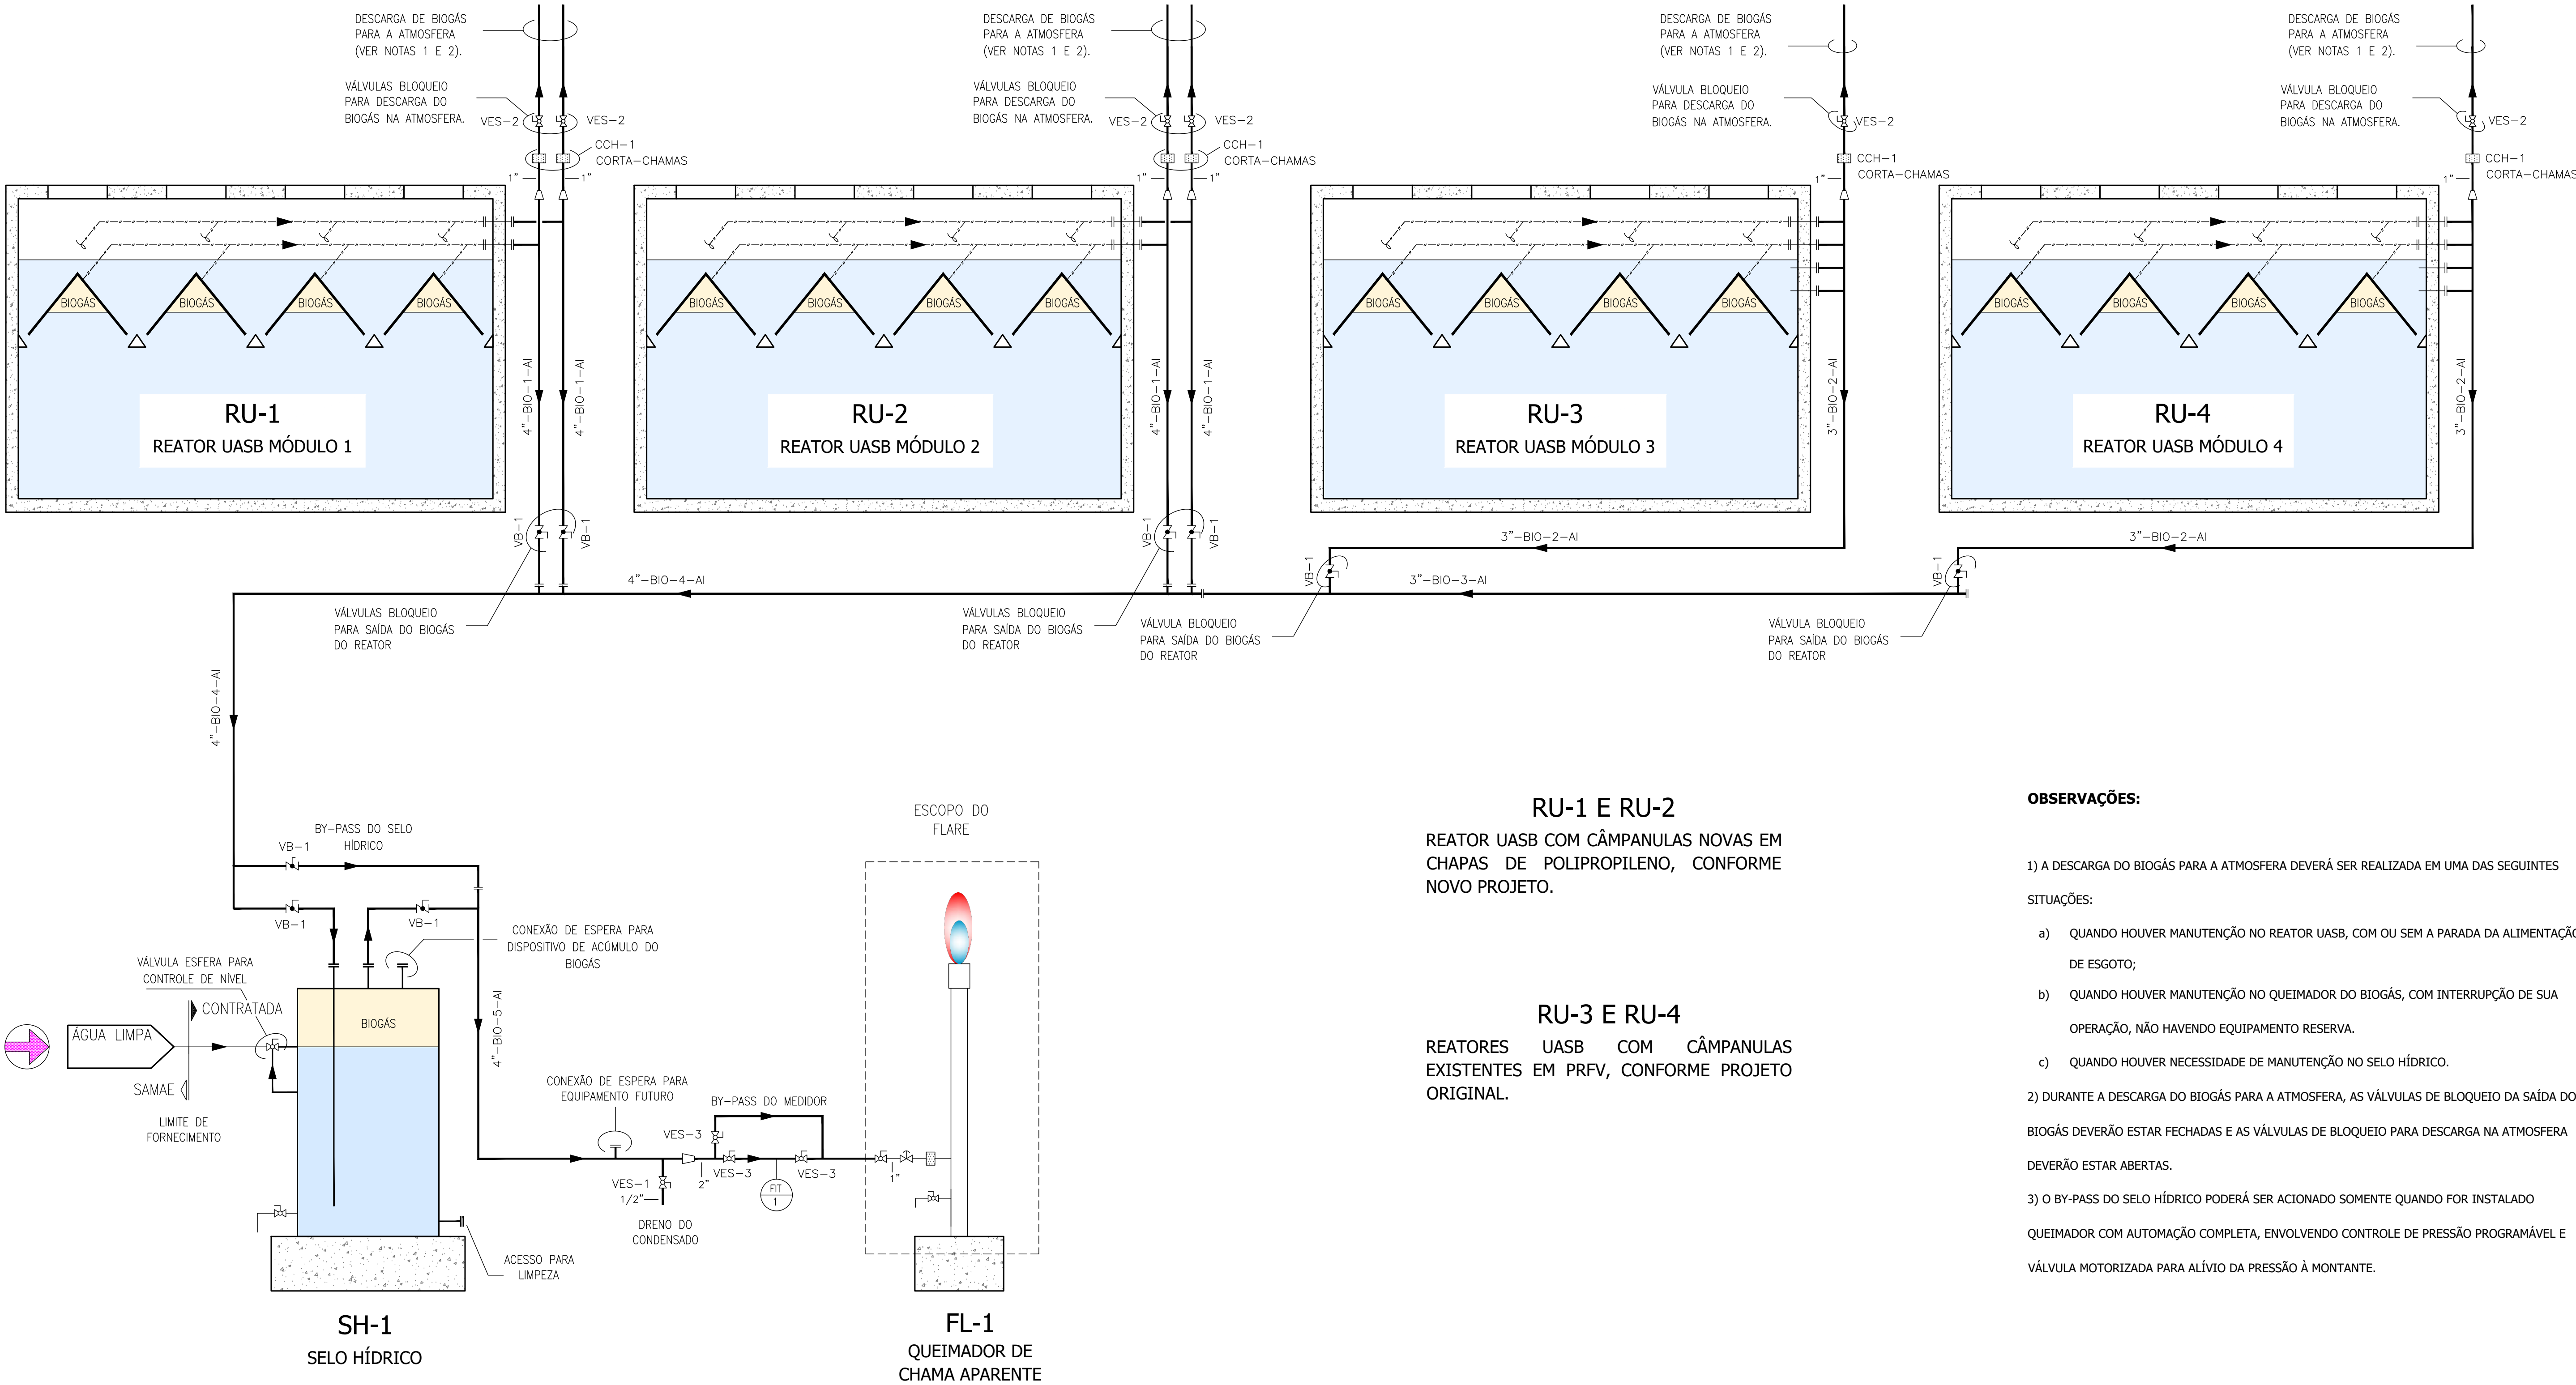 DESCARGA DE BIOGÁS
PARA A ATMOSFERA
(VER NOTAS 1 E 2).
VÁLVULAS BLOQUEIO
PARA DESCARGA DO
BIOGÁS NA ATMOSFERA.
VES-2
VES-2
CCH-1
CORTA-CHAMAS
1"
1"
DESCARGA DE BIOGÁS
PARA A ATMOSFERA
(VER NOTAS 1 E 2).
VÁLVULAS BLOQUEIO
PARA DESCARGA DO
BIOGÁS NA ATMOSFERA.
VES-2
VES-2
CCH-1
CORTA-CHAMAS
1"
1"
DESCARGA DE BIOGÁS
PARA A ATMOSFERA
(VER NOTAS 1 E 2).
VÁLVULA BLOQUEIO
PARA DESCARGA DO
BIOGÁS NA ATMOSFERA.
VES-2
CCH-1
CORTA-CHAMAS
1"
DESCARGA DE BIOGÁS
PARA A ATMOSFERA
(VER NOTAS 1 E 2).
VÁLVULA BLOQUEIO
PARA DESCARGA DO
BIOGÁS NA ATMOSFERA.
VES-2
CCH-1
CORTA-CHAMAS
1"
BIOGÁS
BIOGÁS
BIOGÁS
BIOGÁS
RU-1
REATOR UASB MÓDULO 1
4"-BIO-1-AI
4"-BIO-1-AI
BIOGÁS
BIOGÁS
BIOGÁS
BIOGÁS
RU-2
REATOR UASB MÓDULO 2
4"-BIO-1-AI
4"-BIO-1-AI
BIOGÁS
BIOGÁS
BIOGÁS
BIOGÁS
RU-3
REATOR UASB MÓDULO 3
3"-BIO-2-AI
BIOGÁS
BIOGÁS
BIOGÁS
BIOGÁS
RU-4
REATOR UASB MÓDULO 4
3"-BIO-2-AI
VB-1
VB-1
VB-1
VB-1
3"-BIO-2-AI
3"-BIO-2-AI
VB-1
VB-1
4"-BIO-4-AI
3"-BIO-3-AI
VÁLVULAS BLOQUEIO
PARA SAÍDA DO BIOGÁS
DO REATOR
VÁLVULAS BLOQUEIO
PARA SAÍDA DO BIOGÁS
DO REATOR
VÁLVULA BLOQUEIO
PARA SAÍDA DO BIOGÁS
DO REATOR
VÁLVULA BLOQUEIO
PARA SAÍDA DO BIOGÁS
DO REATOR
4"-BIO-4-AI
BY-PASS DO SELO
HÍDRICO
VB-1
VB-1
VB-1
CONEXÃO DE ESPERA PARA
DISPOSITIVO DE ACÚMULO DO
BIOGÁS
VÁLVULA ESFERA PARA
CONTROLE DE NÍVEL
CONTRATADA
ÁGUA LIMPA
SAMAE
LIMITE DE
FORNECIMENTO
BIOGÁS
4"-BIO-5-AI
ACESSO PARA
LIMPEZA
SH-1
SELO HÍDRICO
CONEXÃO DE ESPERA PARA
EQUIPAMENTO FUTURO
BY-PASS DO MEDIDOR
VES-3
VES-3
VES-3
VES-1
1/2"
2"
FIT
1
DRENO DO
CONDENSADO
ESCOPO DO
FLARE
1"
FL-1
QUEIMADOR DE
CHAMA APARENTE
RU-1 E RU-2
REATOR UASB COM CÂMPANULAS NOVAS EM
CHAPAS DE POLIPROPILENO, CONFORME
NOVO PROJETO.
RU-3 E RU-4
REATORES UASB COM CÂMPANULAS
EXISTENTES EM PRFV, CONFORME PROJETO
ORIGINAL.
OBSERVAÇÕES:
1) A DESCARGA DO BIOGÁS PARA A ATMOSFERA DEVERÁ SER REALIZADA EM UMA DAS SEGUINTES
SITUAÇÕES:
a) QUANDO HOUVER MANUTENÇÃO NO REATOR UASB, COM OU SEM A PARADA DA ALIMENTAÇÃO
DE ESGOTO;
b) QUANDO HOUVER MANUTENÇÃO NO QUEIMADOR DO BIOGÁS, COM INTERRUPÇÃO DE SUA
OPERAÇÃO, NÃO HAVENDO EQUIPAMENTO RESERVA.
c) QUANDO HOUVER NECESSIDADE DE MANUTENÇÃO NO SELO HÍDRICO.
2) DURANTE A DESCARGA DO BIOGÁS PARA A ATMOSFERA, AS VÁLVULAS DE BLOQUEIO DA SAÍDA DO
BIOGÁS DEVERÃO ESTAR FECHADAS E AS VÁLVULAS DE BLOQUEIO PARA DESCARGA NA ATMOSFERA
DEVERÃO ESTAR ABERTAS.
3) O BY-PASS DO SELO HÍDRICO PODERÁ SER ACIONADO SOMENTE QUANDO FOR INSTALADO
QUEIMADOR COM AUTOMAÇÃO COMPLETA, ENVOLVENDO CONTROLE DE PRESSÃO PROGRAMÁVEL E
VÁLVULA MOTORIZADA PARA ALÍVIO DA PRESSÃO À MONTANTE.